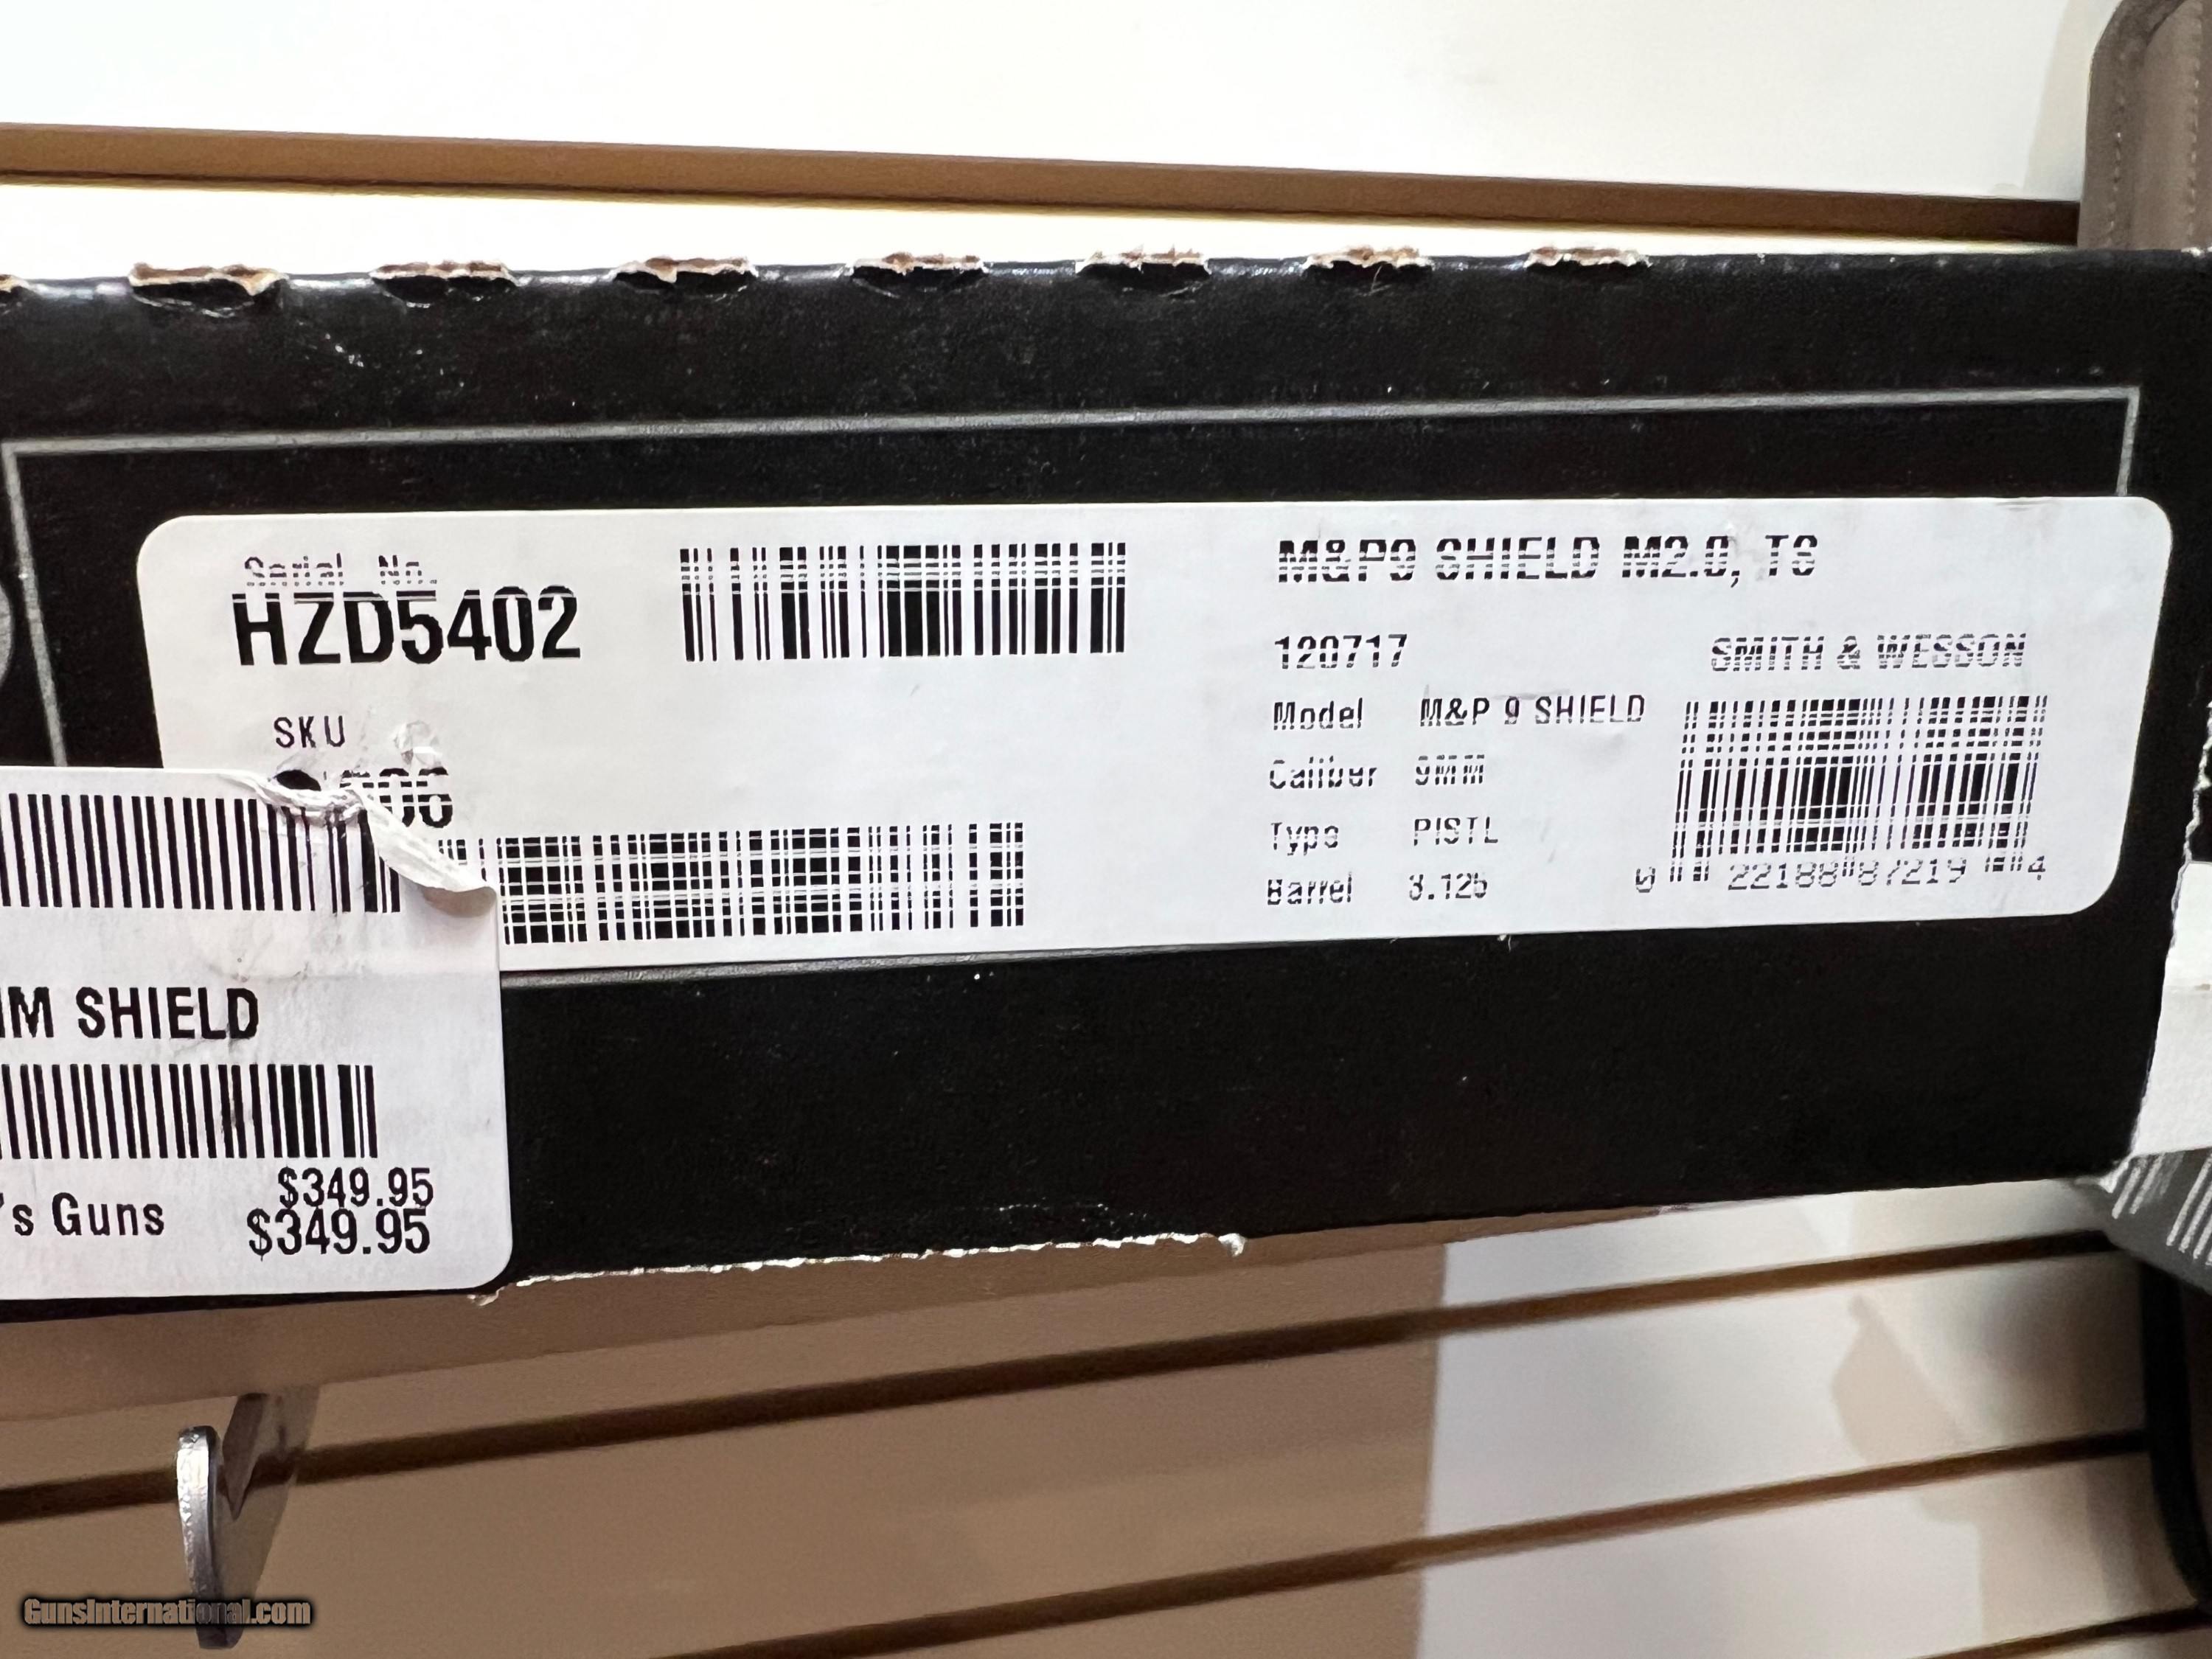 Serial No.
HZD5402
SKU
M&P9 SHIELD M2.0, TS
120717
SMITH & WESSON
Model M&P 9 SHIELD
Caliber 9MM
Type PISTL
Barrel 3.125
0 22188 87219 4
IM SHIELD
$349.95
's Guns $349.95
GunsInternational.com